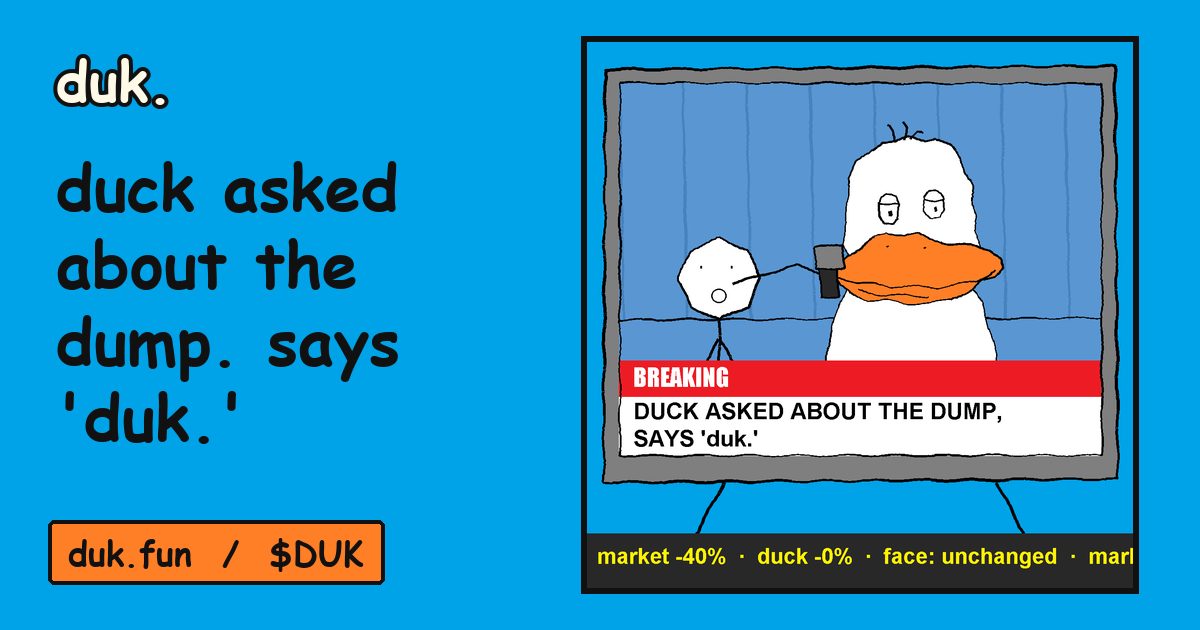 duk.
duck asked
about the
dump. says
'duk.'
duk.fun / $DUK
BREAKING
DUCK ASKED ABOUT THE DUMP,
SAYS 'duk.'
market -40% · duck -0% · face: unchanged ·